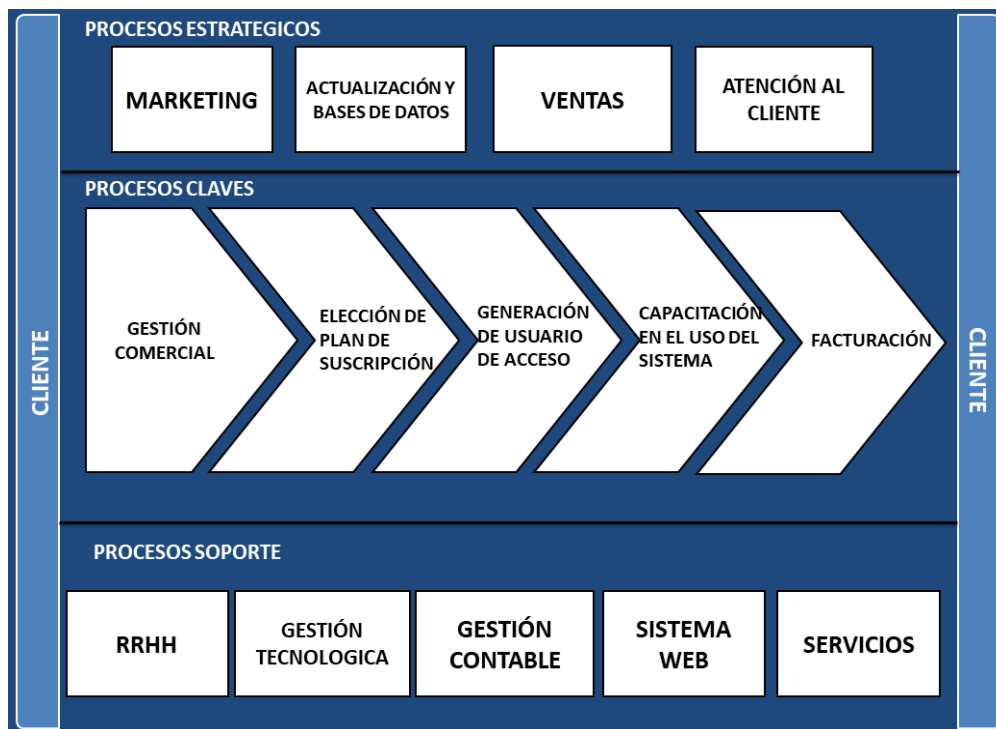 PROCESOS ESTRATEGICOS
MARKETING
ACTUALIZACIÓN Y
BASES DE DATOS
VENTAS
ATENCIÓN AL
CLIENTE
PROCESOS CLAVES
GESTIÓN
COMERCIAL
ELECCIÓN DE
PLAN DE
SUSCRIPCIÓN
GENERACIÓN
DE USUARIO
DE ACCESO
CAPACITACIÓN
EN EL USO DEL
SISTEMA
FACTURACIÓN
CLIENTE
CLIENTE
PROCESOS SOPORTE
RRHH
GESTIÓN
TECNOLOGICA
GESTIÓN
CONTABLE
SISTEMA
WEB
SERVICIOS